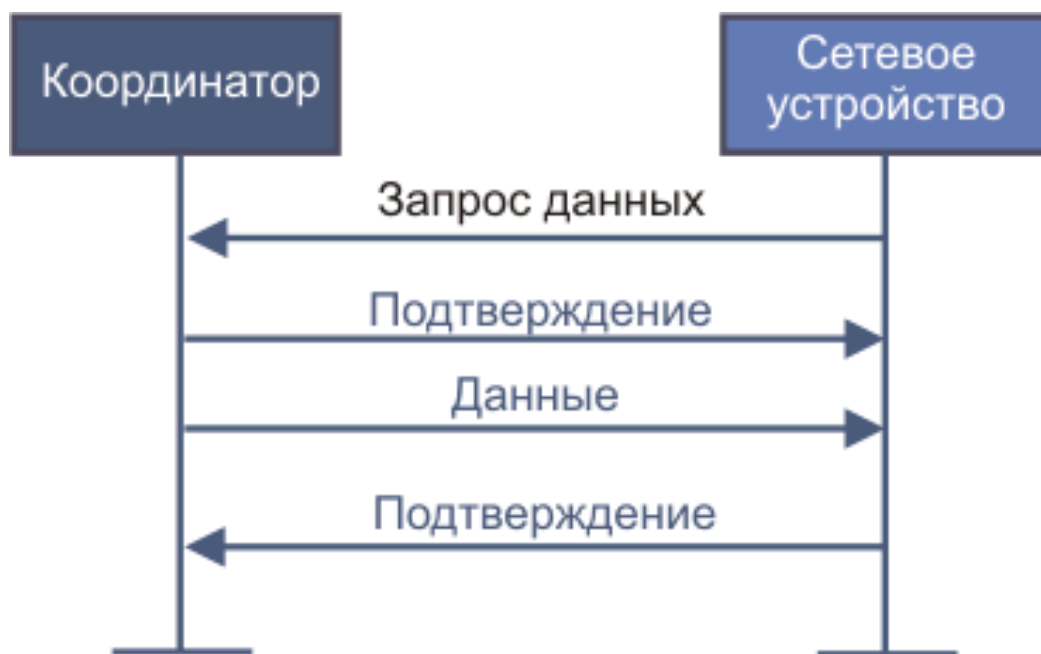 Координатор
Сетевое
устройство
Запрос данных
Подтверждение
Данные
Подтверждение